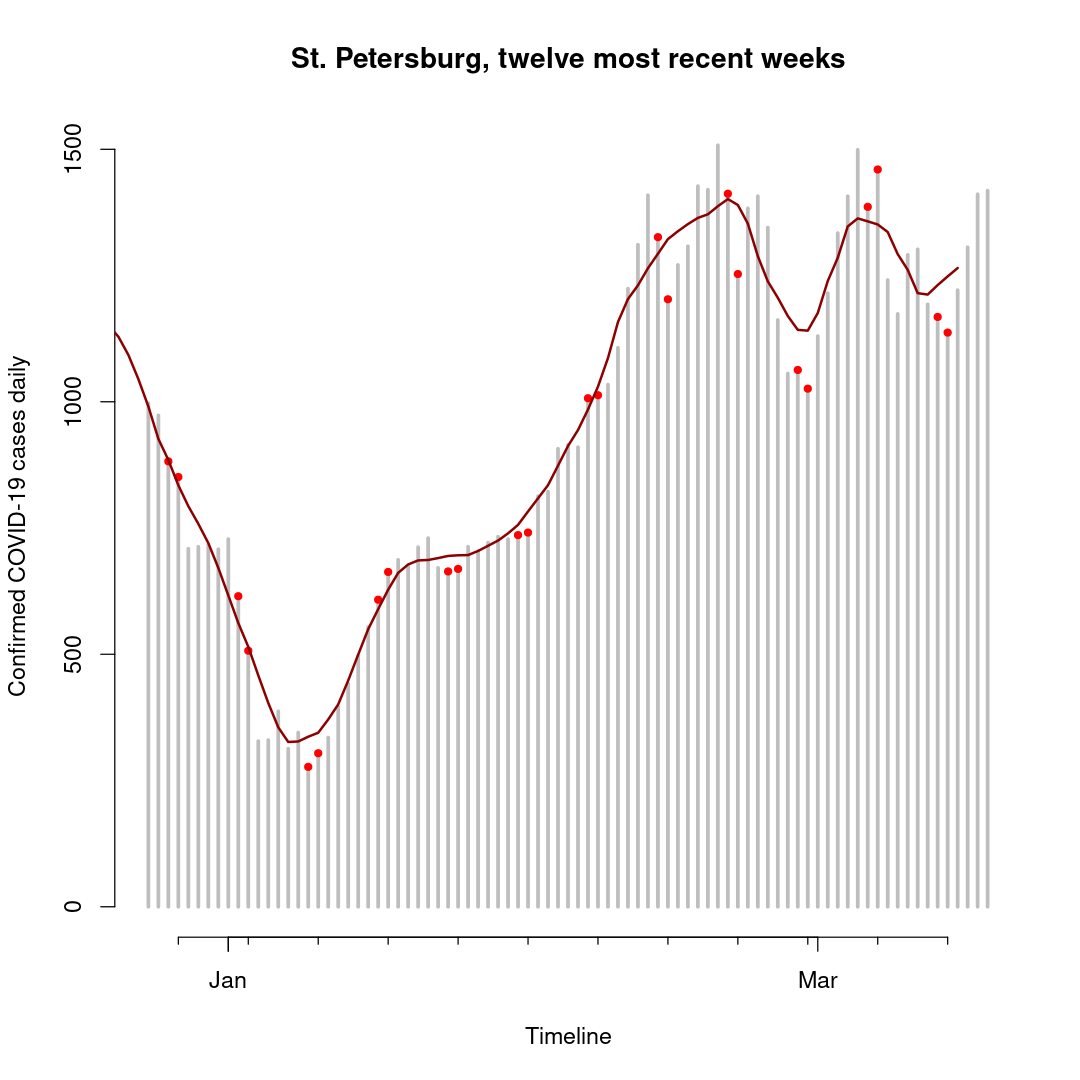 St. Petersburg, twelve most recent weeks
Confirmed COVID-19 cases daily
1500
1000
500
0
Jan Mar
Timeline